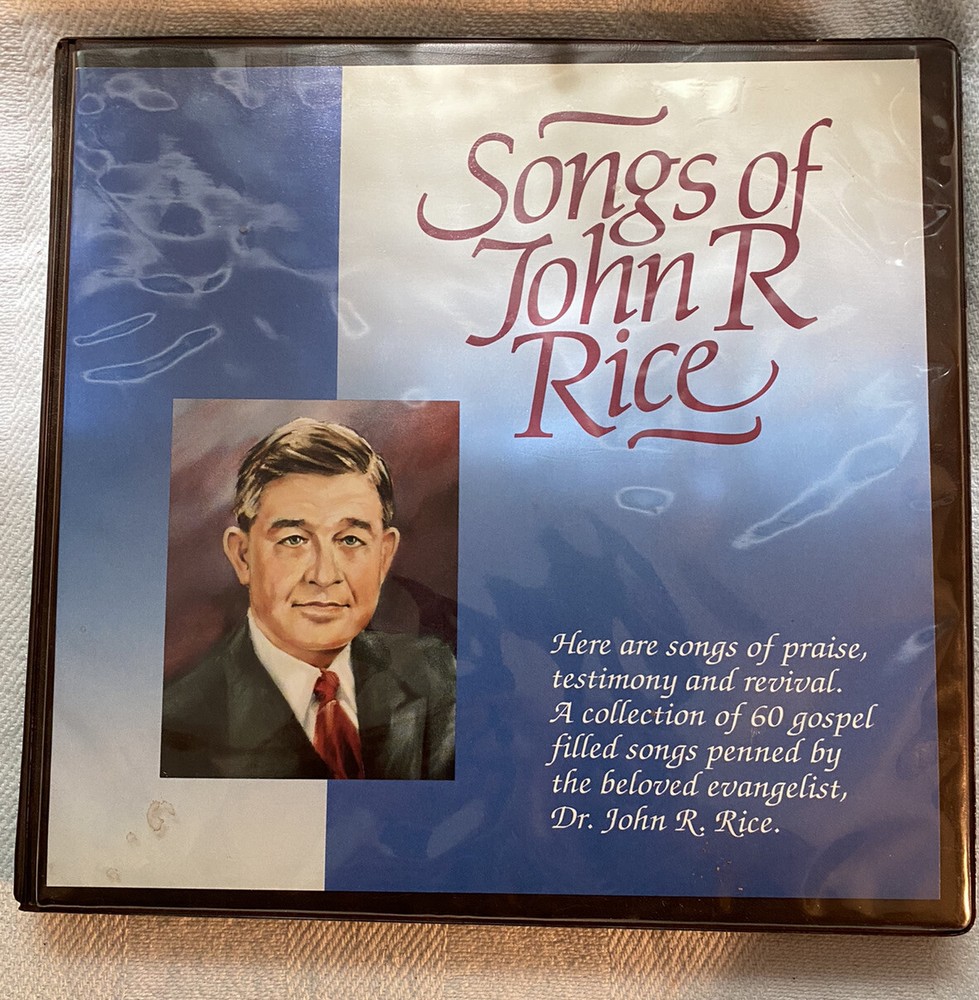 Songs of
John R
Rice
Here are songs of praise,
testimony and revival.
A collection of 60 gospel
filled songs penned by
the beloved evangelist,
Dr. John R. Rice.